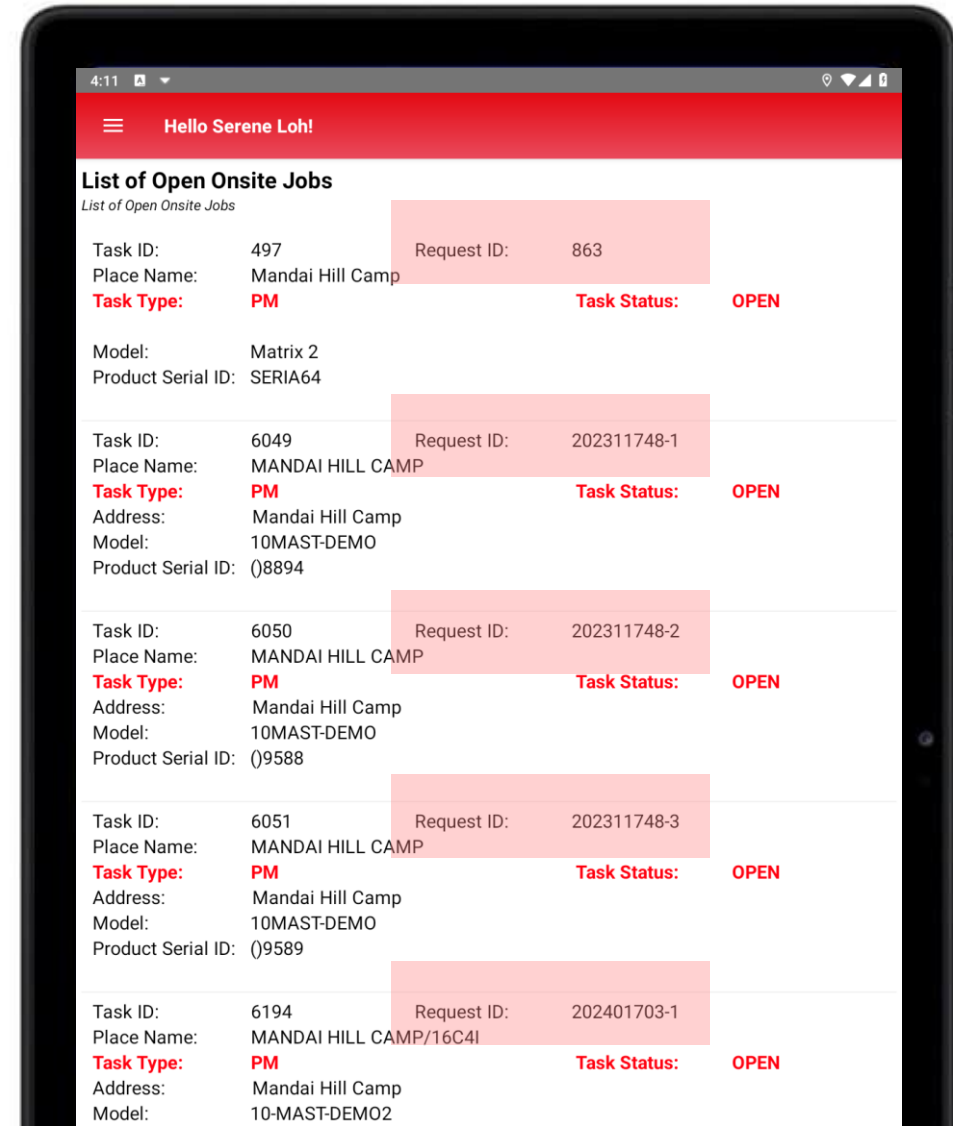 4:11
Hello Serene Loh!
List of Open Onsite Jobs
List of Open Onsite Jobs
Task ID: 497 Request ID: 863
Place Name: Mandai Hill Camp
Task Type: PM Task Status: OPEN
Model: Matrix 2
Product Serial ID: SERIA64
Task ID: 6049 Request ID: 202311748-1
Place Name: MANDAI HILL CAMP
Task Type: PM Task Status: OPEN
Address: Mandai Hill Camp
Model: 10MAST-DEMO
Product Serial ID: ()8894
Task ID: 6050 Request ID: 202311748-2
Place Name: MANDAI HILL CAMP
Task Type: PM Task Status: OPEN
Address: Mandai Hill Camp
Model: 10MAST-DEMO
Product Serial ID: ()9588
Task ID: 6051 Request ID: 202311748-3
Place Name: MANDAI HILL CAMP
Task Type: PM Task Status: OPEN
Address: Mandai Hill Camp
Model: 10MAST-DEMO
Product Serial ID: ()9589
Task ID: 6194 Request ID: 202401703-1
Place Name: MANDAI HILL CAMP/16C4I
Task Type: PM Task Status: OPEN
Address: Mandai Hill Camp
Model: 10-MAST-DEMO2